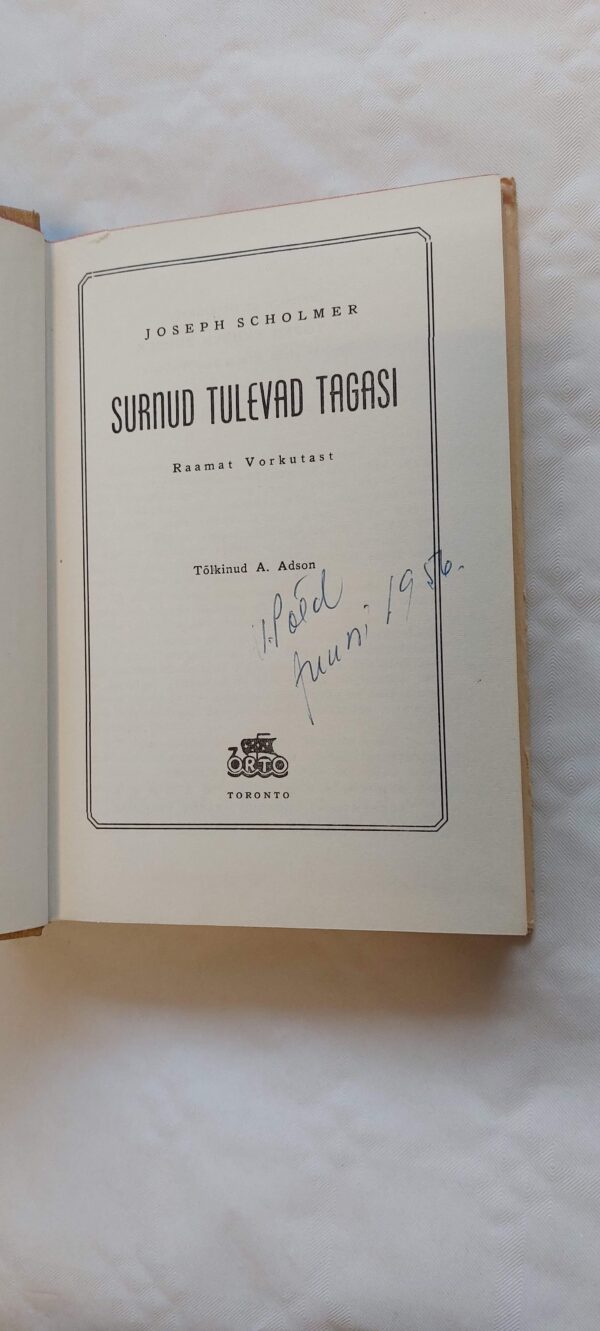 JOSEPH SCHOLMER
SURNUD TULEVAD TAGASI
Raamat Vorkutast
Tõlkinud A. Adson
juuni 1956.
ORTO
TORONTO